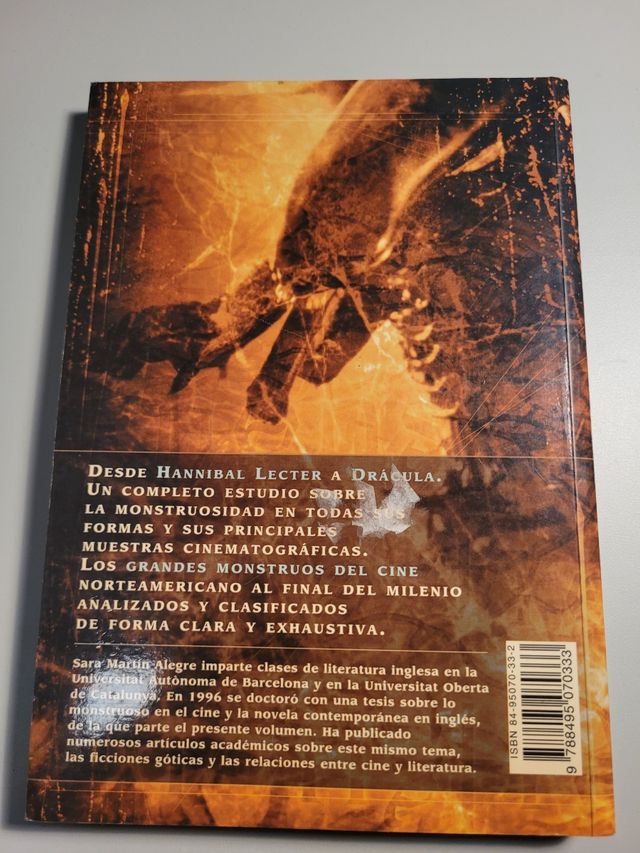 DESDE HANNIBAL LECTER A DRÁCULA.
UN COMPLETO ESTUDIO SOBRE
LA MONSTRUOSIDAD EN TODAS SUS
FORMAS Y SUS PRINCIPALES
MUESTRAS CINEMATOGRÁFICAS.
LOS GRANDES MONSTRUOS DEL CINE
NORTEAMERICANO AL FINAL DEL MILENIO
ANALIZADOS Y CLASIFICADOS
DE FORMA CLARA Y EXHAUSTIVA.
Sara Martín Alegre imparte clases de literatura inglesa en la
Universitat Autònoma de Barcelona y en la Universitat Oberta
de Catalunya. En 1996 se doctoró con una tesis sobre lo
monstruoso en el cine y la novela contemporánea en inglés,
de la que parte el presente volumen. Ha publicado
numerosos artículos académicos sobre este mismo tema,
las ficciones góticas y las relaciones entre cine y literatura.
ISBN 84-95070-33-2
9 788495 070333